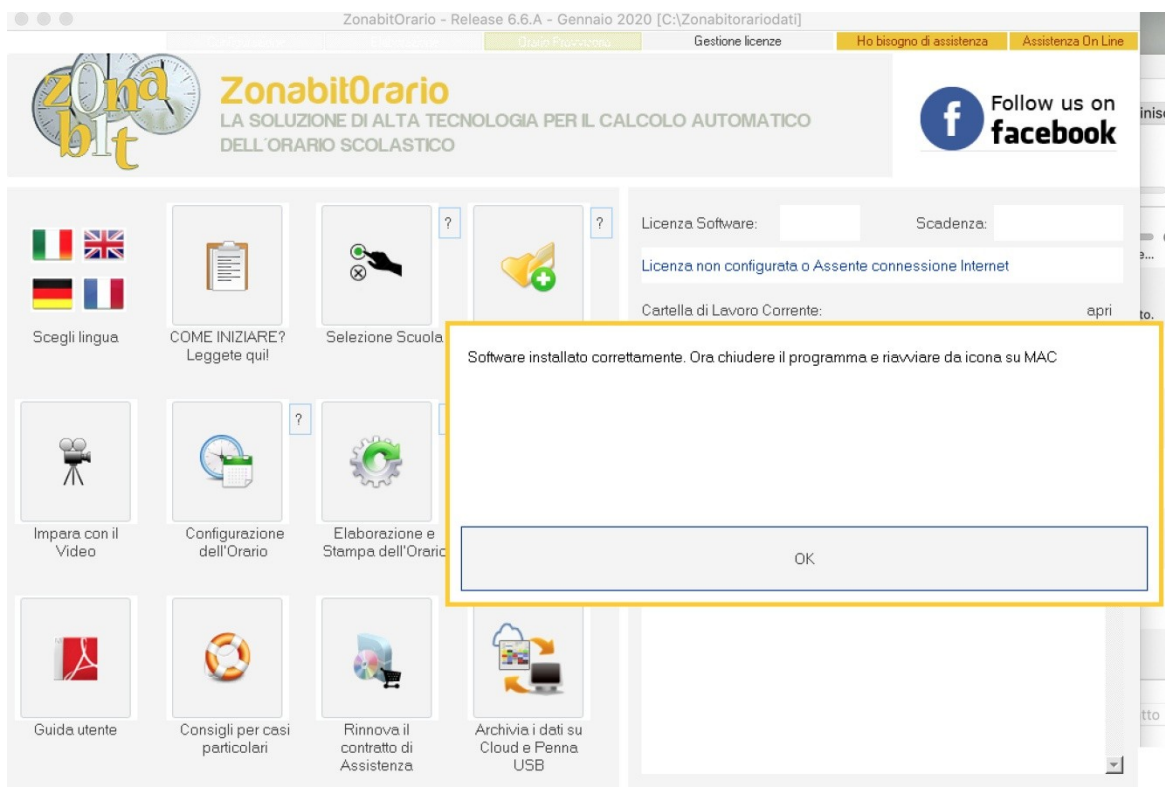 ZonabitOrario - Release 6.6.A - Gennaio 2020 [C:\Zonabitorariodati]
Gestione licenze
Ho bisogno di assistenza
Assistenza On Line
zona
bit
ZonabitOrario
LA SOLUZIONE DI ALTA TECNOLOGIA PER IL CALCOLO AUTOMATICO
DELL´ORARIO SCOLASTICO
f
Follow us on
facebook
?
?
Licenza Software:
Scadenza:
Licenza non configurata o Assente connessione Internet
Cartella di Lavoro Corrente:
apri
Scegli lingua
COME INIZIARE?
Leggete qui!
Selezione Scuola
Software installato correttamente. Ora chiudere il programma e riavviare da icona su MAC
OK
?
Impara con il
Video
Configurazione
dell'Orario
Elaborazione e
Stampa dell'Orario
Guida utente
Consigli per casi
particolari
Rinnova il
contratto di
Assistenza
Archivia i dati su
Cloud e Penna
USB
to.
tto